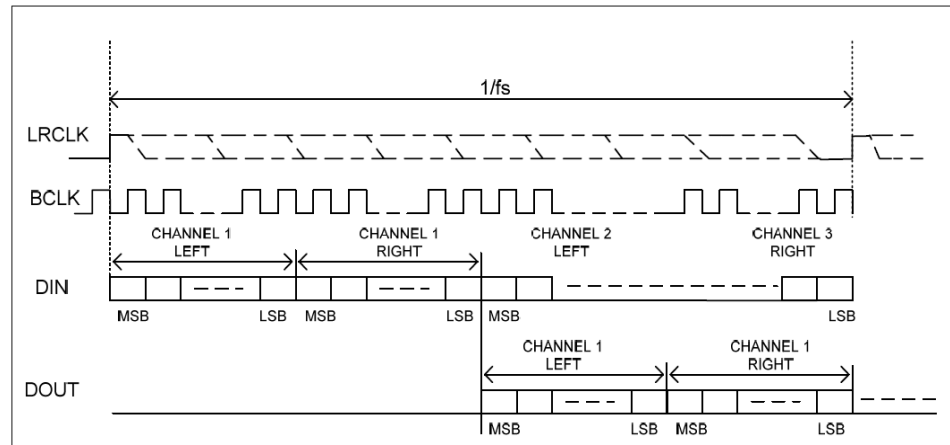 1/fs
LRCLK
BCLK
CHANNEL 1 LEFT
CHANNEL 1 RIGHT
CHANNEL 2 LEFT
CHANNEL 3 RIGHT
DIN
MSB LSB MSB LSB MSB LSB
CHANNEL 1 LEFT
CHANNEL 1 RIGHT
DOUT
MSB LSB MSB LSB